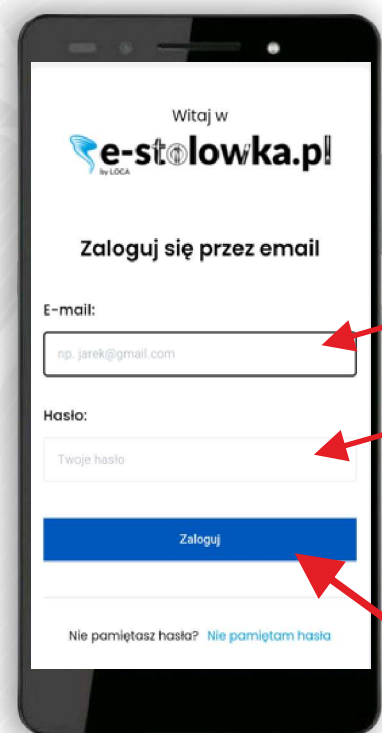 Witaj w
e-stolowka.pl
by LOCA
Zaloguj się przez email
E-mail:
np. jarek@gmail.com
Hasło:
Twoje hasło
Zaloguj
Nie pamiętasz hasła? Nie pamiętam hasła